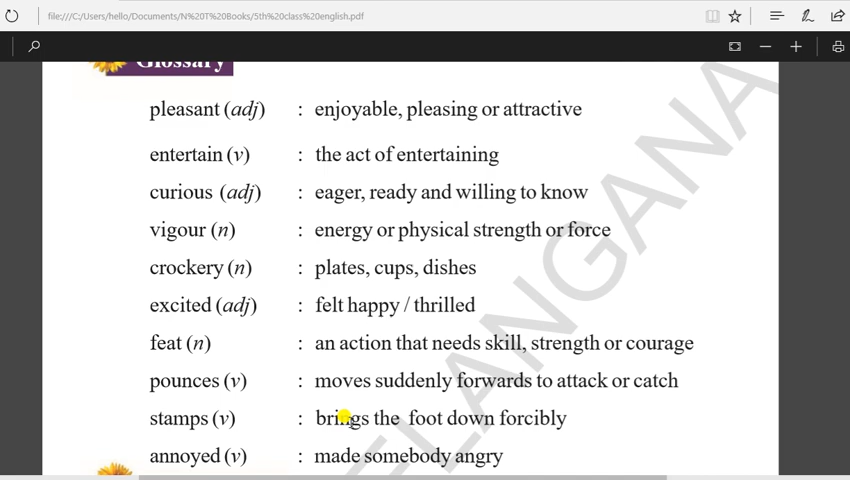 file:///C:/Users/hello/Documents/N%20T%20Books/5th%20class%20english.pdf
Glossary
pleasant (adj) : enjoyable, pleasing or attractive
entertain (v) : the act of entertaining
curious (adj) : eager, ready and willing to know
vigour (n) : energy or physical strength or force
crockery (n) : plates, cups, dishes
excited (adj) : felt happy / thrilled
feat (n) : an action that needs skill, strength or courage
pounces (v) : moves suddenly forwards to attack or catch
stamps (v) : brings the foot down forcibly
annoyed (v) : made somebody angry
ELANGANA